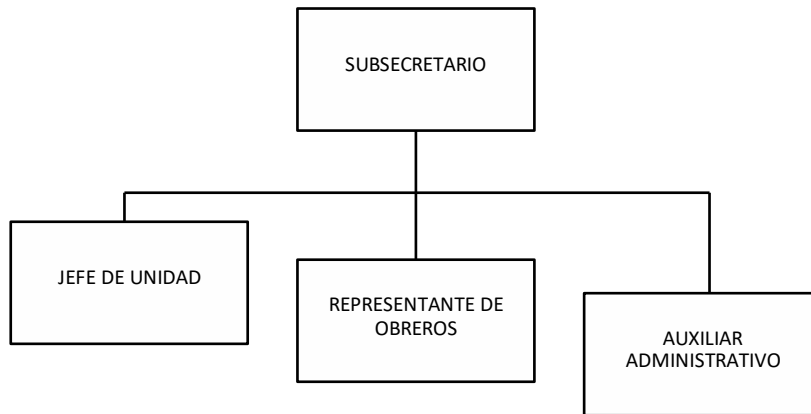 SUBSECRETARIO
JEFE DE UNIDAD
REPRESENTANTE DE
OBREROS
AUXILIAR
ADMINISTRATIVO